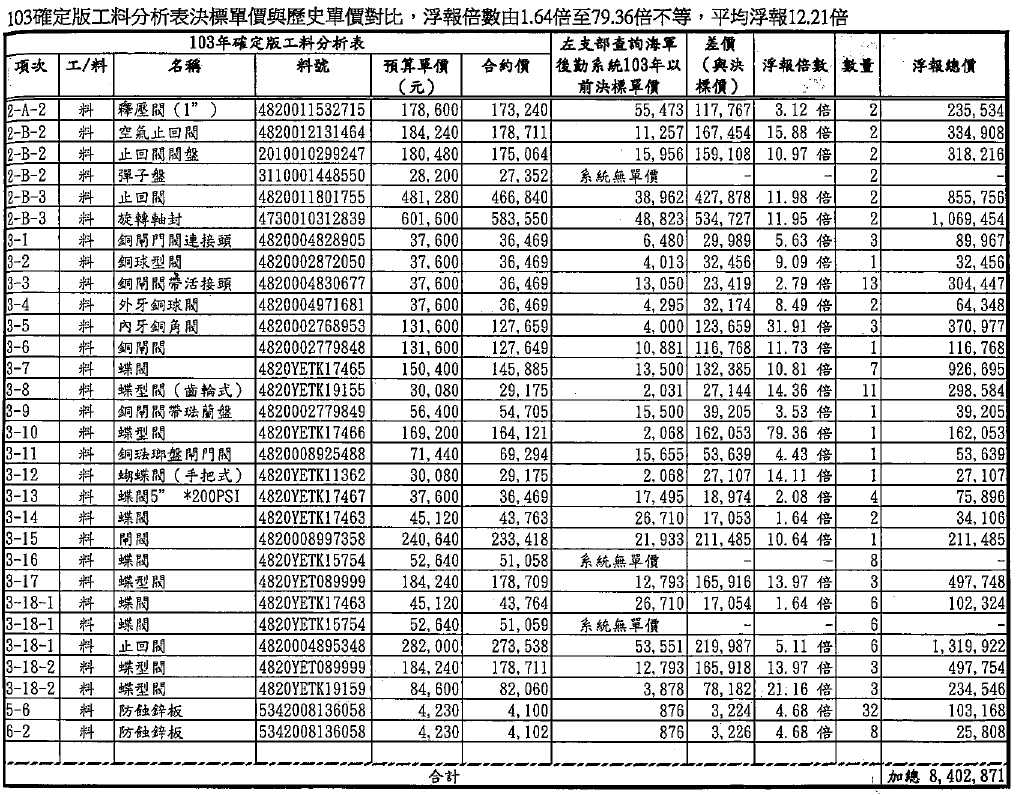 103確定版工料分析表決標單價與歷史單價對比，浮報倍數由1.64倍至79.36倍不等，平均浮報12.21倍
103年確定版工料分析表 左支部查詢海軍後勤系統103年以前決標單價 差價（與決標價） 浮報倍數 數量 浮報總價
項次 工/料 名稱 料號 預算單價（元） 合約價
2-A-2 料 釋壓閥（1"） 4820011532715 178,600 173,240 55,473 117,767 3.12 倍 2 235,534
2-B-2 料 空氣止回閥 4820012131464 184,240 178,711 11,257 167,454 15.88 倍 2 334,908
2-B-2 料 止回閥閥盤 2010010299247 180,480 175,064 15,956 159,108 10.97 倍 2 318,216
2-B-2 料 彈子盤 3110001448550 28,200 27,352 系統無單價 - - 2 -
2-B-3 料 止回閥 4820011801755 481,280 466,840 38,962 427,878 11.98 倍 2 855,756
2-B-3 料 旋轉軸封 4730010312839 601,600 583,550 48,823 534,727 11.95 倍 2 1,069,454
3-1 料 銅閘門閥連接頭 4820004828905 37,600 36,469 6,480 29,989 5.63 倍 3 89,967
3-2 料 銅球型閥 4820002872050 37,600 36,469 4,013 32,456 9.09 倍 1 32,456
3-3 料 銅閘閥帶活接頭 4820004830677 37,600 36,469 13,050 23,419 2.79 倍 13 304,447
3-4 料 外牙銅球閥 4820004971681 37,600 36,469 4,295 32,174 8.49 倍 2 64,348
3-5 料 內牙銅角閥 4820002768953 131,600 127,659 4,000 123,659 31.91 倍 3 370,977
3-6 料 銅閘閥 4820002779848 131,600 127,649 10,881 116,768 11.73 倍 1 116,768
3-7 料 蝶閥 4820YETK17465 150,400 145,885 13,500 132,385 10.81 倍 7 926,695
3-8 料 蝶型閥（齒輪式） 4820YETK19155 30,080 29,175 2,031 27,144 14.36 倍 11 298,584
3-9 料 銅閘閥帶琺蘭盤 4820002779849 56,400 54,705 15,500 39,205 3.53 倍 1 39,205
3-10 料 蝶型閥 4820YETK17466 169,200 164,121 2,068 162,053 79.36 倍 1 162,053
3-11 料 銅琺瑯盤閘門閥 4820008925488 71,440 69,294 15,655 53,639 4.43 倍 1 53,639
3-12 料 蝴蝶閥（手把式） 4820YETK11362 30,080 29,175 2,068 27,107 14.11 倍 1 27,107
3-13 料 蝶閥5" *200PSI 4820YETK17467 37,600 36,469 17,495 18,974 2.08 倍 4 75,896
3-14 料 蝶閥 4820YETK17463 45,120 43,763 26,710 17,053 1.64 倍 2 34,106
3-15 料 閘閥 4820008997358 240,640 233,418 21,933 211,485 10.64 倍 1 211,485
3-16 料 蝶閥 4820YETK15754 52,640 51,058 系統無單價 - - 8 -
3-17 料 蝶型閥 4820YET089999 184,240 178,709 12,793 165,916 13.97 倍 3 497,748
3-18-1 料 蝶閥 4820YETK17463 45,120 43,764 26,710 17,054 1.64 倍 6 102,324
3-18-1 料 蝶閥 4820YETK15754 52,640 51,059 系統無單價 - - 6 -
3-18-1 料 止回閥 4820004895348 282,000 273,538 53,551 219,987 5.11 倍 6 1,319,922
3-18-2 料 蝶型閥 4820YET089999 184,240 178,711 12,793 165,918 13.97 倍 3 497,754
3-18-2 料 蝶型閥 4820YETK19159 84,600 82,060 3,878 78,182 21.16 倍 3 234,546
5-6 料 防蝕鋅板 5342008136058 4,230 4,100 876 3,224 4.68 倍 32 103,168
6-2 料 防蝕鋅板 5342008136058 4,230 4,102 876 3,226 4.68 倍 8 25,808
合計 加總 8,402,871